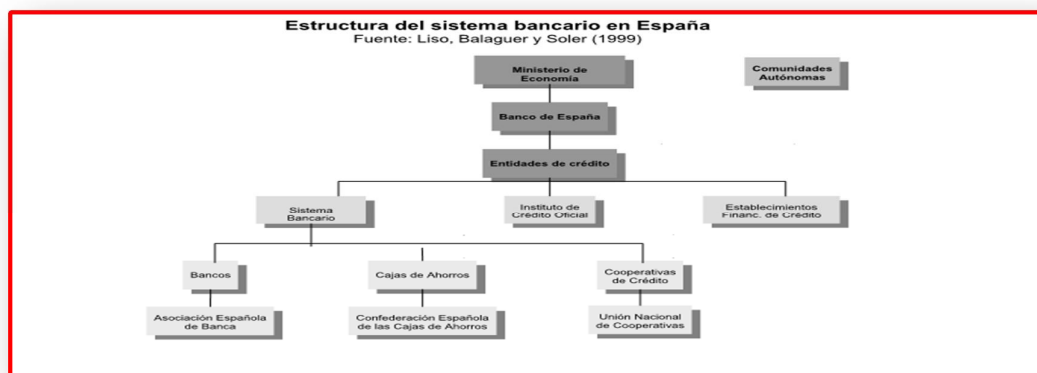 Estructura del sistema bancario en España
Fuente: Liso, Balaguer y Soler (1999)
Ministerio de
Economía
Comunidades
Autónomas
Banco de España
Entidades de crédito
Sistema
Bancario
Instituto de
Crédito Oficial
Establecimientos
Financ. de Crédito
Bancos
Cajas de Ahorros
Cooperativas
de Crédito
Asociación Española
de Banca
Confederación Española
de las Cajas de Ahorros
Unión Nacional
de Cooperativas